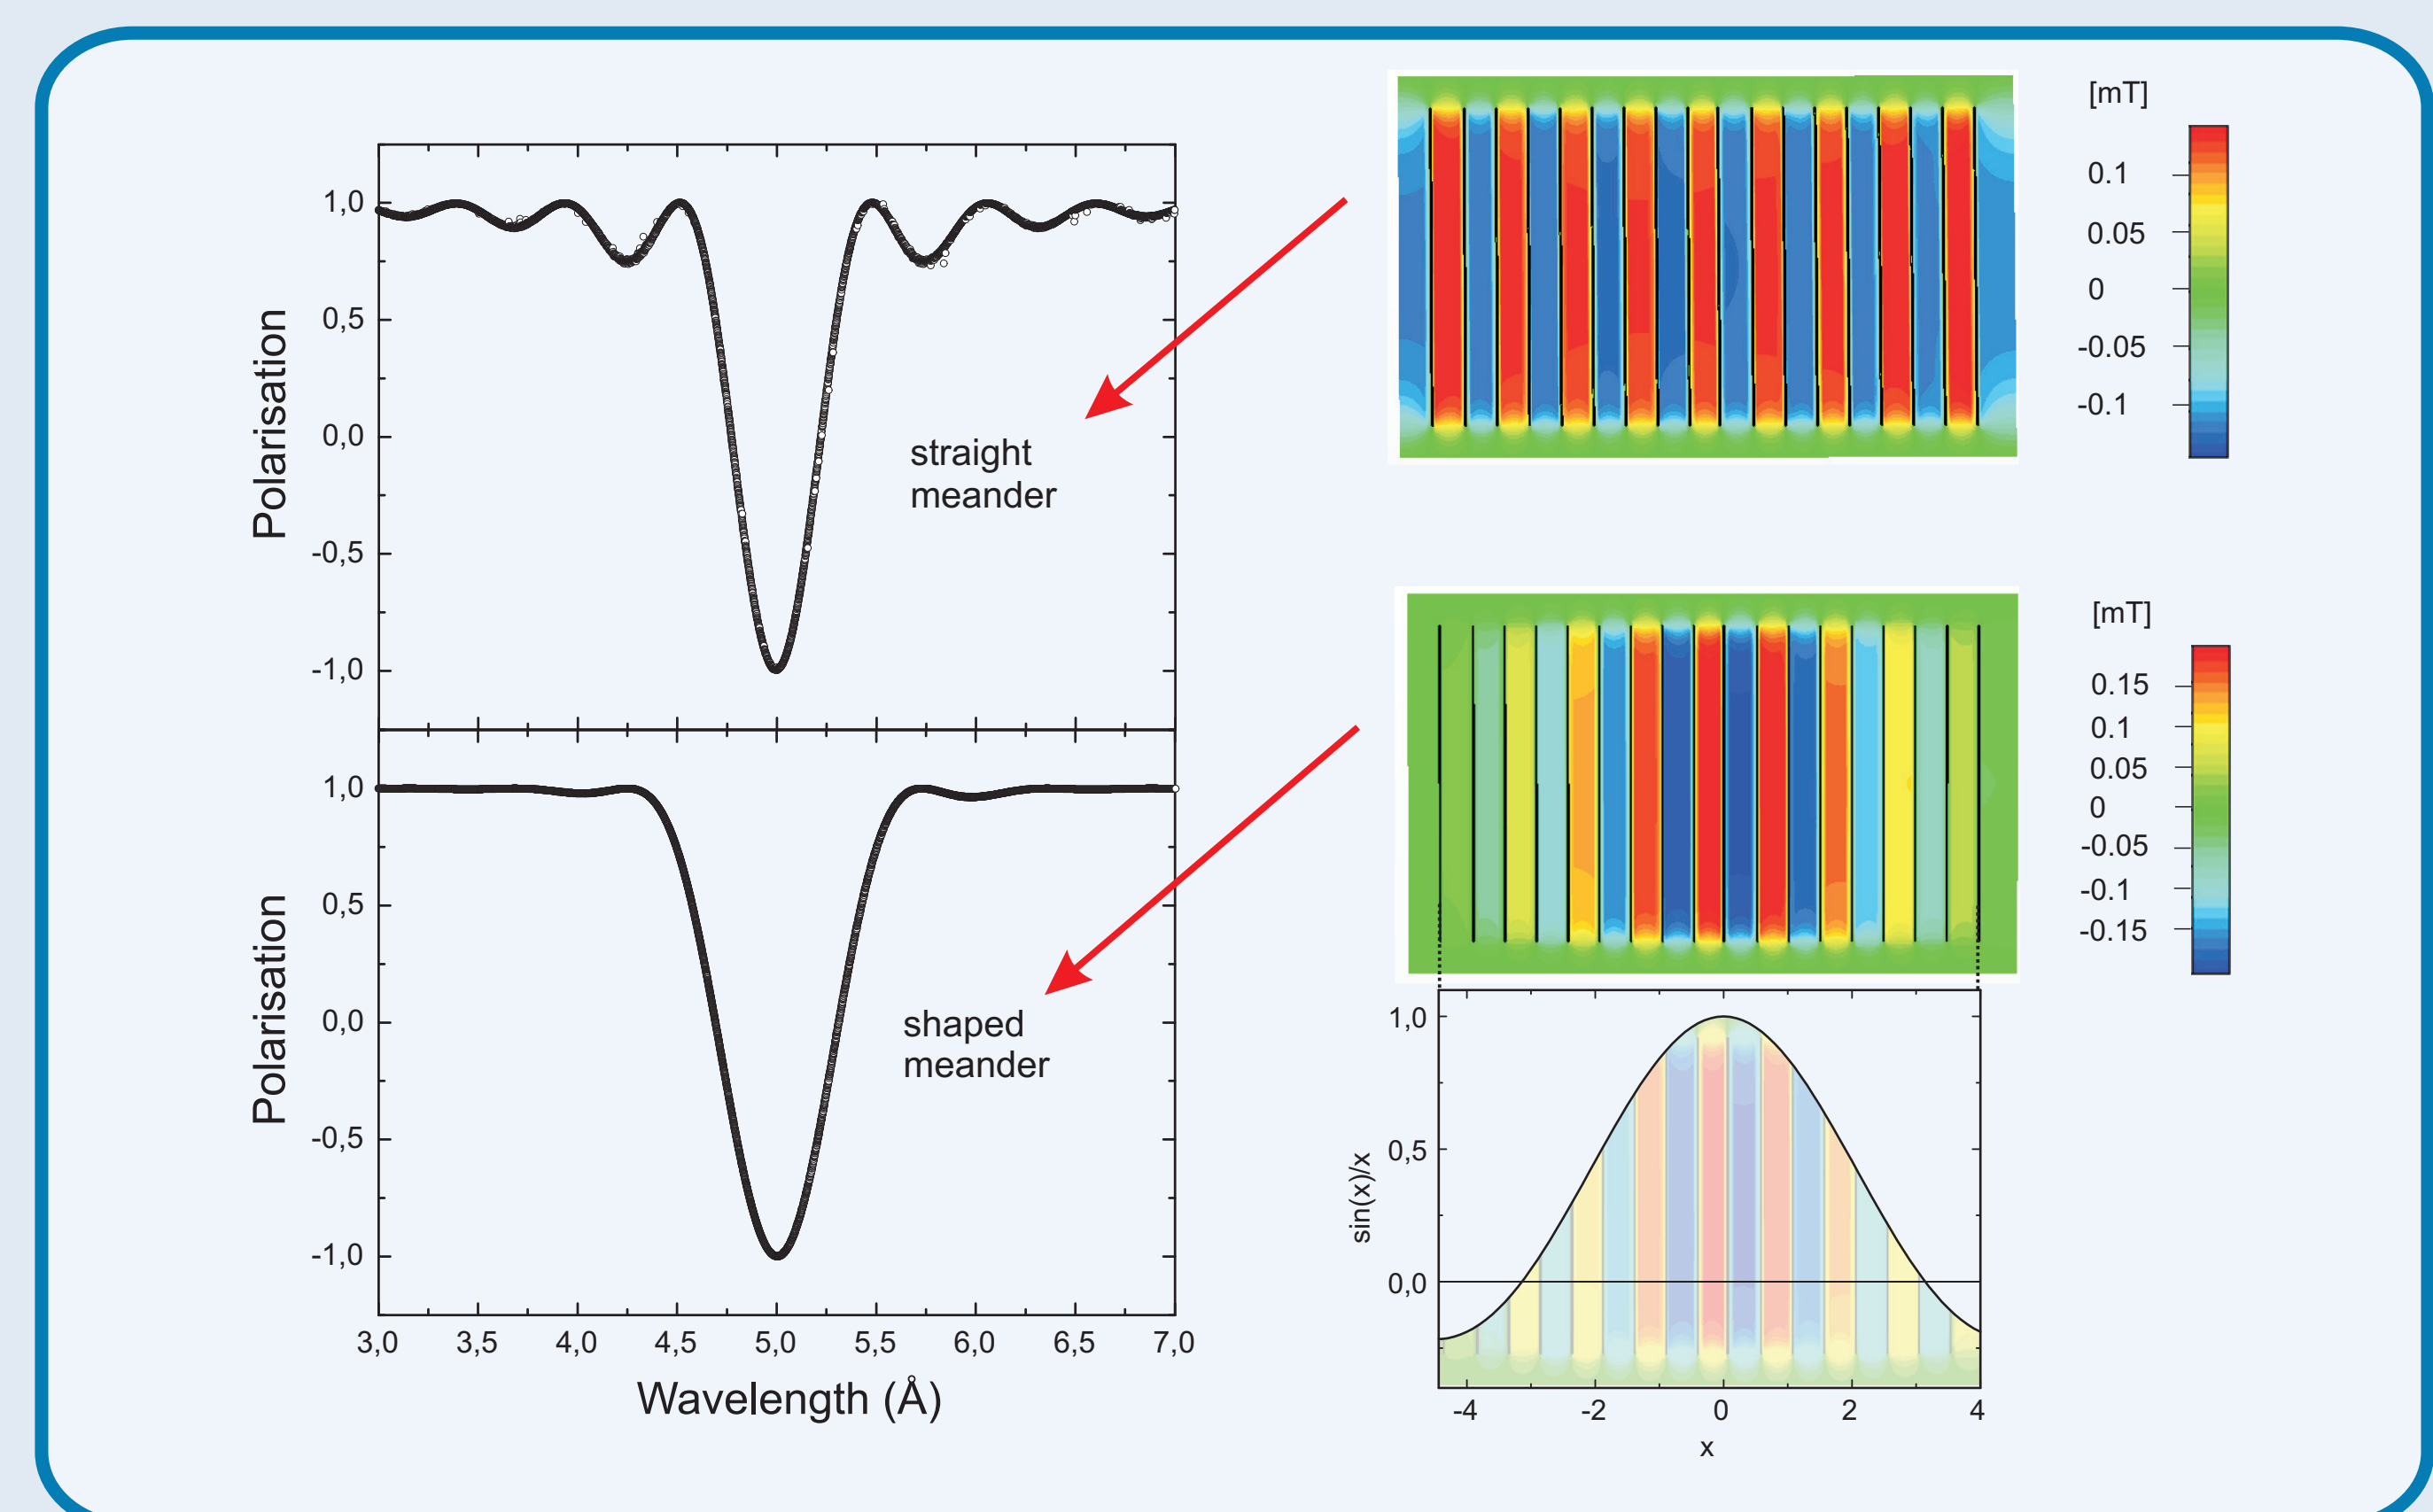 1,0
0,5
0,0
-0,5
-1,0
Polarisation
straight
meander
1,0
0,5
0,0
-0,5
-1,0
Polarisation
shaped
meander
3,0 3,5 4,0 4,5 5,0 5,5 6,0 6,5 7,0
Wavelength (Å)
[mT]
0.1
0.05
0
-0.05
-0.1
[mT]
0.15
0.1
0.05
0
-0.05
-0.1
-0.15
1,0
0,5
0,0
sin(x)/x
-4 -2 0 2 4
x